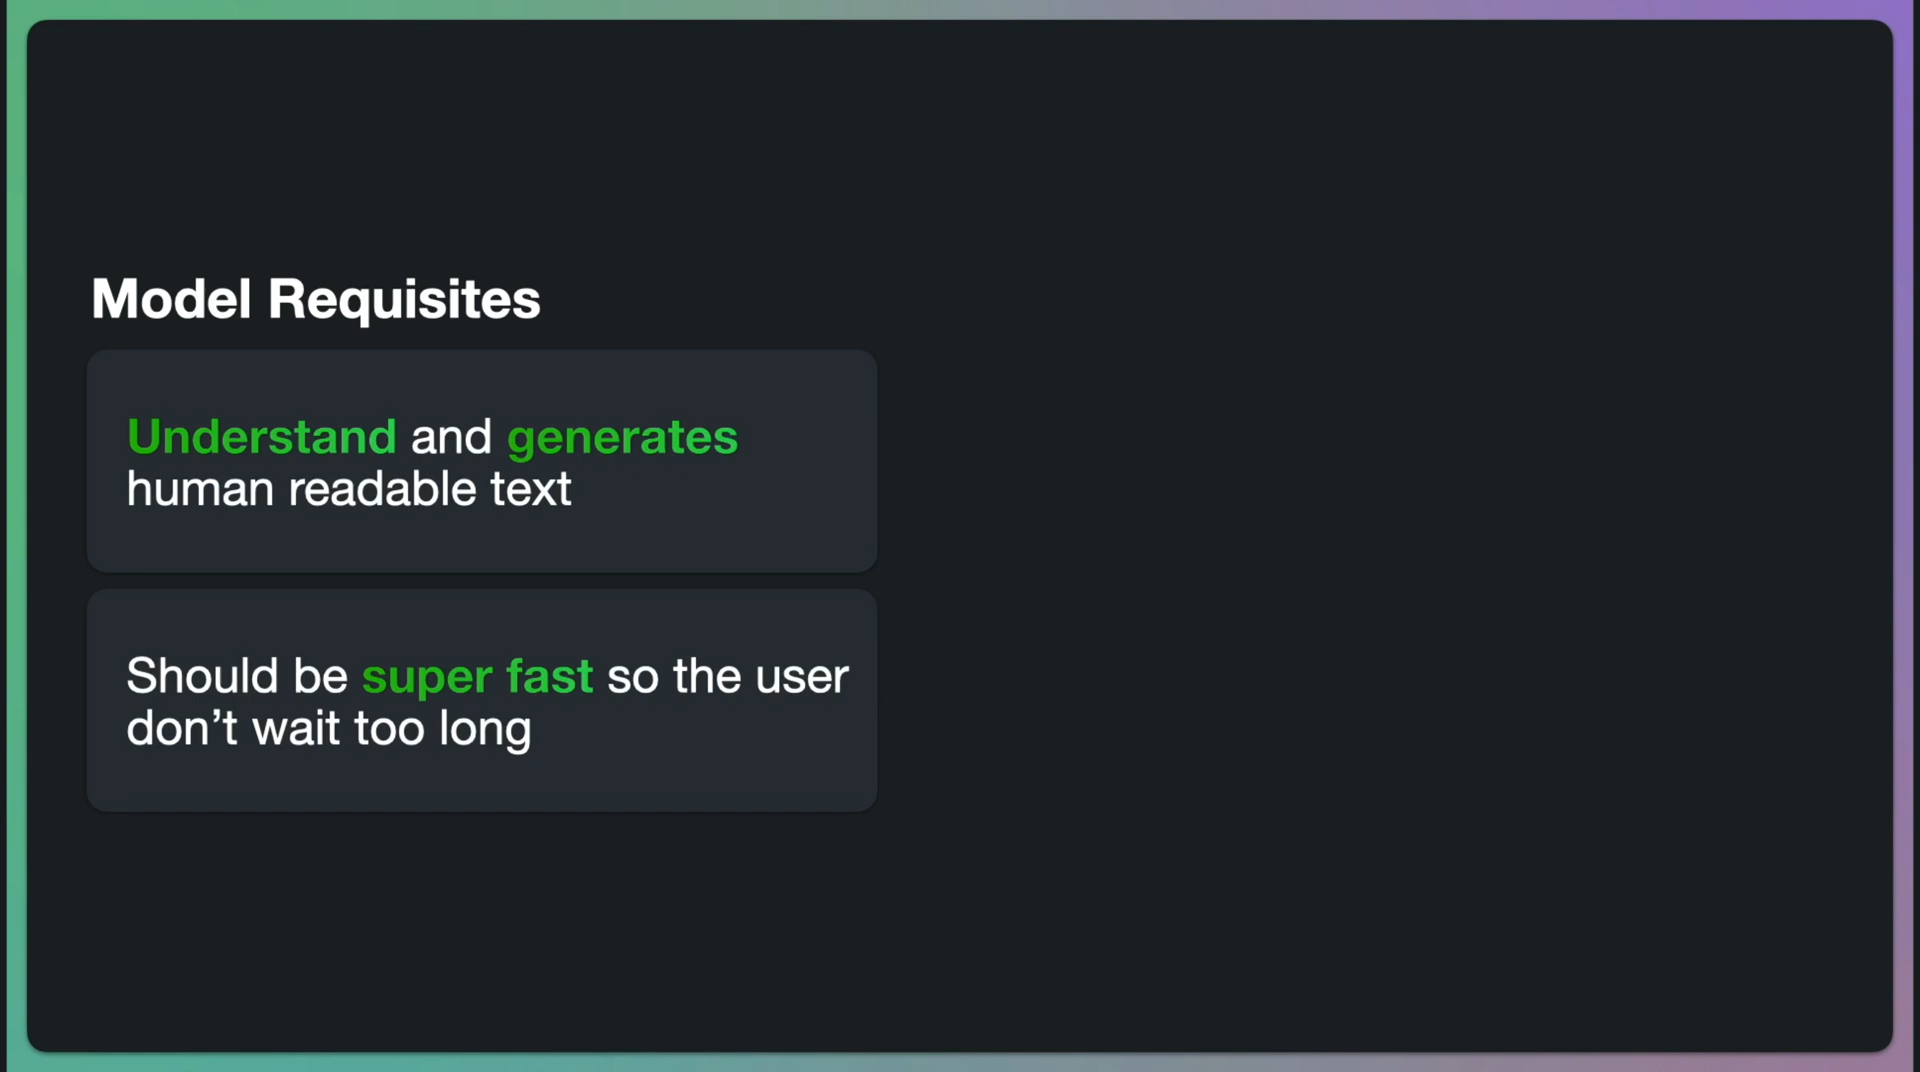 Model Requisites
Understand and generates
human readable text
Should be super fast so the user
don’t wait too long